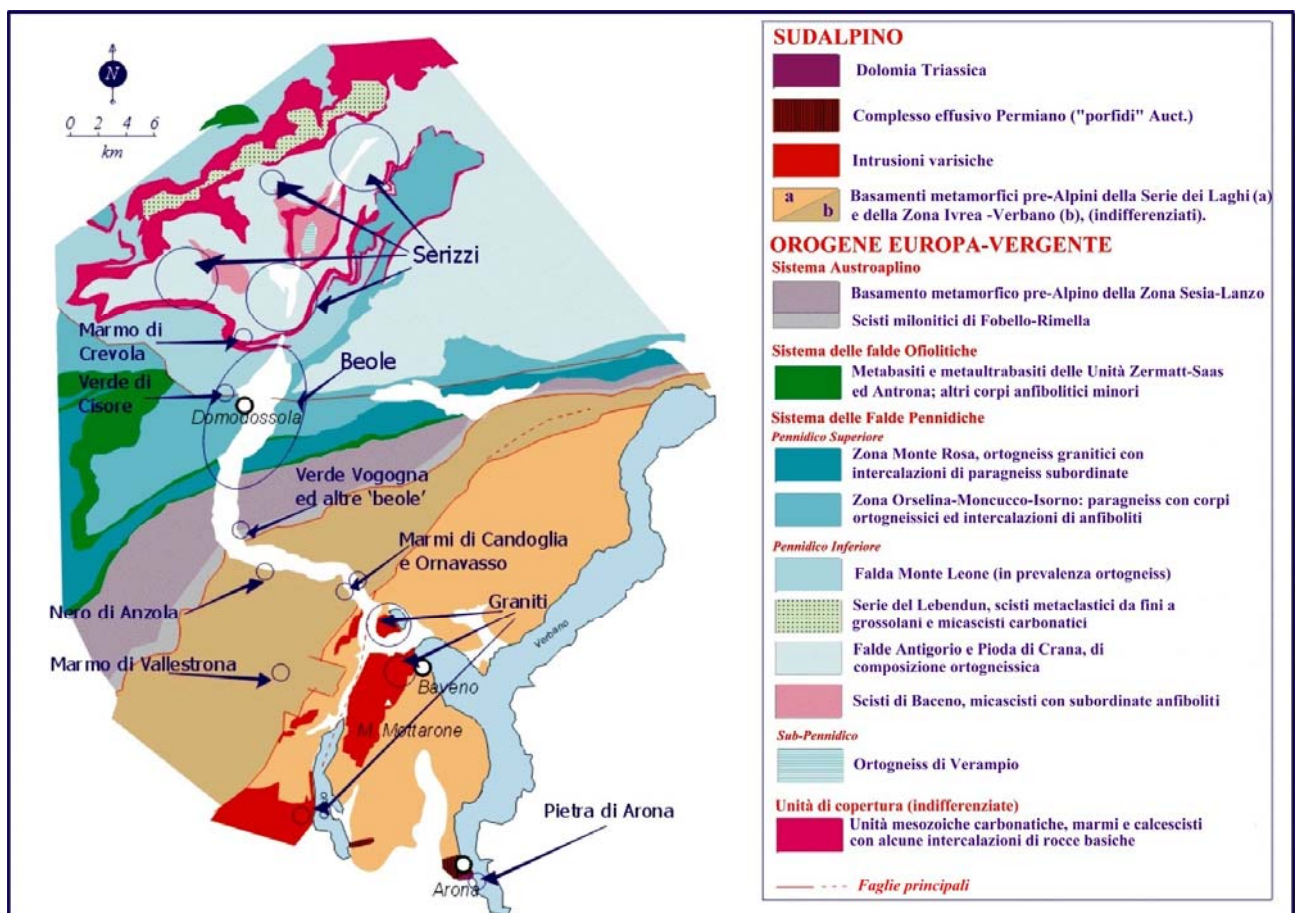 N
0 2 4 6
km
Serizzi
Marmo di
Crevola
Beole
Verde di
Cisore
Domodossola
Verde Vogogna
ed altre ‘beole’
Marmi di Candoglia
e Ornavasso
Nero di Anzola
Graniti
Verbano
Marmo di Vallestrona
Baveno
M. Mottarone
Pietra di Arona
Arona
SUDALPINO
Dolomia Triassica
Complesso effusivo Permiano ("porfidi" Auct.)
Intrusioni varisiche
a
b
Basamenti metamorfici pre-Alpini della Serie dei Laghi (a)
e della Zona Ivrea -Verbano (b), (indifferenziati).
OROGENE EUROPA-VERGENTE
Sistema Austroaplino
Basamento metamorfico pre-Alpino della Zona Sesia-Lanzo
Scisti milonitici di Fobello-Rimella
Sistema delle falde Ofiolitiche
Metabasiti e metaultrabasiti delle Unità Zermatt-Saas
ed Antrona; altri corpi anfibolitici minori
Sistema delle Falde Pennidiche
Pennidico Superiore
Zona Monte Rosa, ortogneiss granitici con
intercalazioni di paragneiss subordinate
Zona Orselina-Moncucco-Isorno: paragneiss con corpi
ortogneissici ed intercalazioni di anfiboliti
Pennidico Inferiore
Falda Monte Leone (in prevalenza ortogneiss)
Serie del Lebendun, scisti metaclastici da fini a
grossolani e micascisti carbonatici
Falde Antigorio e Pioda di Crana, di
composizione ortogneissica
Scisti di Baceno, micascisti con subordinate anfiboliti
Sub-Pennidico
Ortogneiss di Verampio
Unità di copertura (indifferenziate)
Unità mesozoiche carbonatiche, marmi e calcescisti
con alcune intercalazioni di rocce basiche
Faglie principali